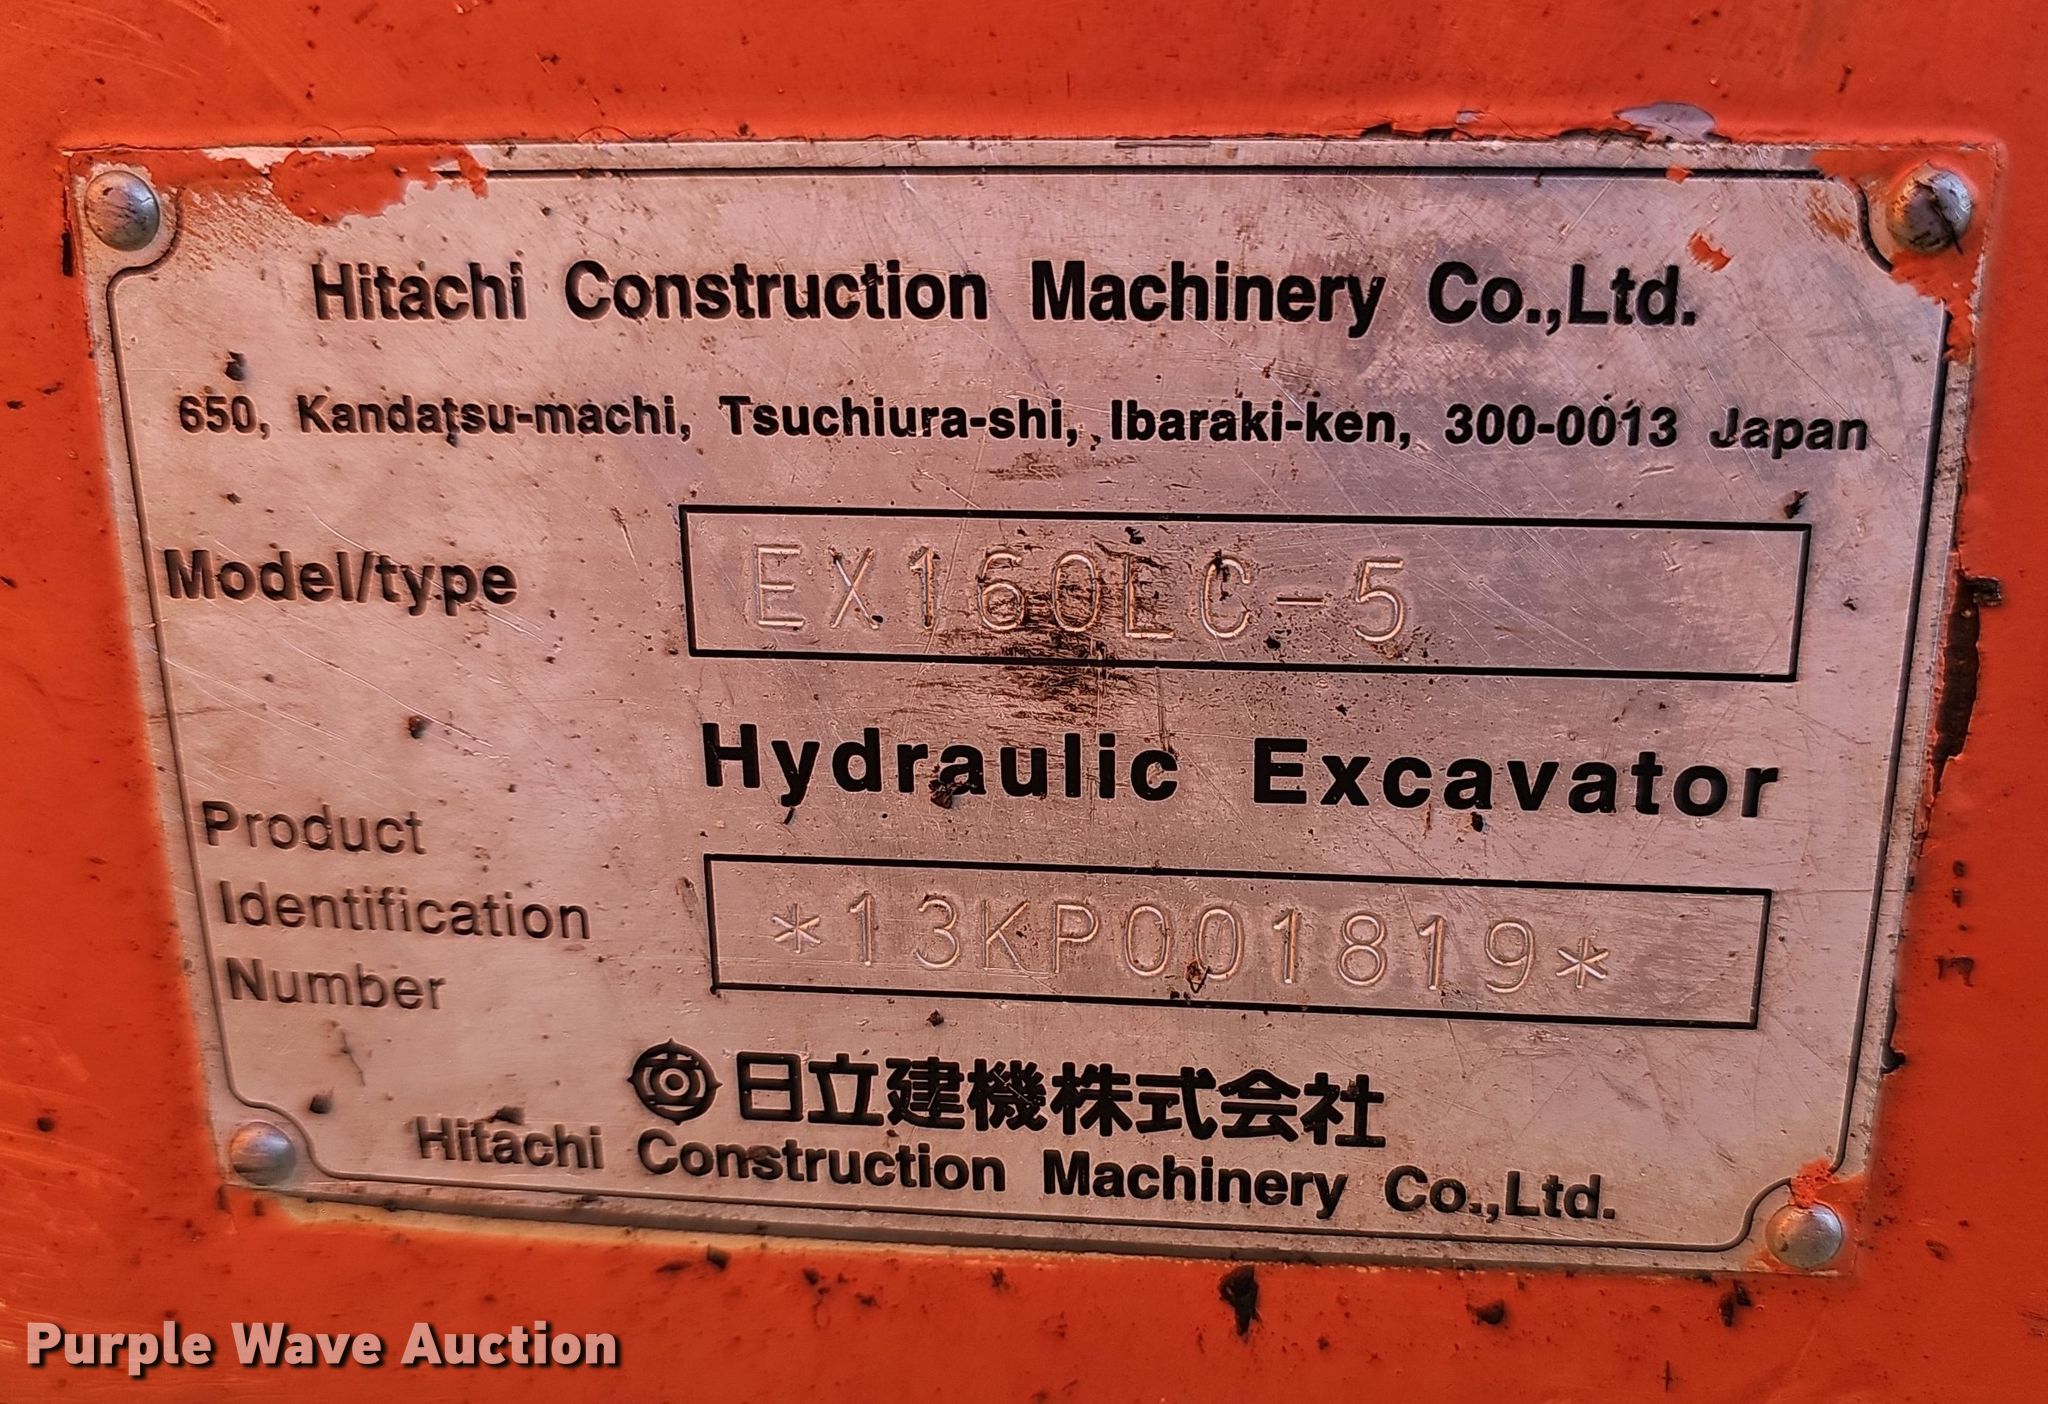 Hitachi Construction Machinery Co.,Ltd.
650, Kandatsu-machi, Tsuchiura-shi, Ibaraki-ken, 300-0013 Japan
Model/type EX160LC-5
Hydraulic Excavator
Product
Identification
Number *13KP001819*
日立建機株式会社
Hitachi Construction Machinery Co.,Ltd.
Purple Wave Auction